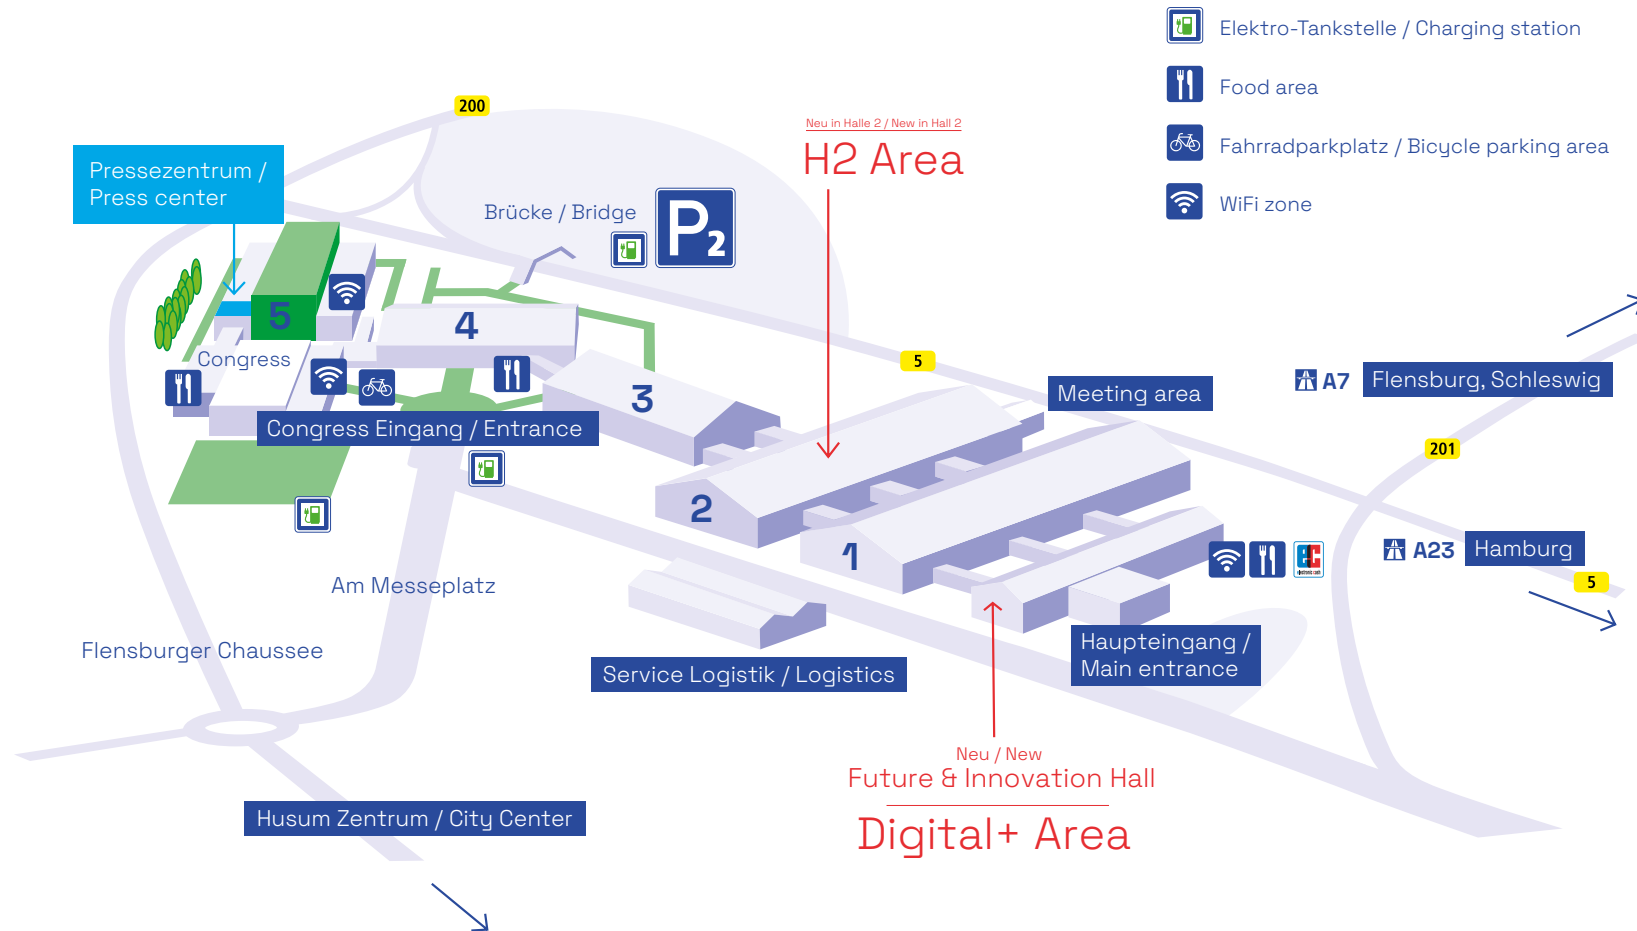 Elektro-Tankstelle / Charging station
Food area
Fahrradparkplatz / Bicycle parking area
WiFi zone
200
Neu in Halle 2 / New in Hall 2
H2 Area
Pressezentrum /
Press center
Brücke / Bridge
P2
5
4
Congress
3
5
Meeting area
A7
Flensburg, Schleswig
Congress Eingang / Entrance
201
2
1
A23
Hamburg
5
EC
electronic cash
Am Messeplatz
Flensburger Chaussee
Service Logistik / Logistics
Haupteingang /
Main entrance
Neu / New
Future & Innovation Hall
Digital+ Area
Husum Zentrum / City Center